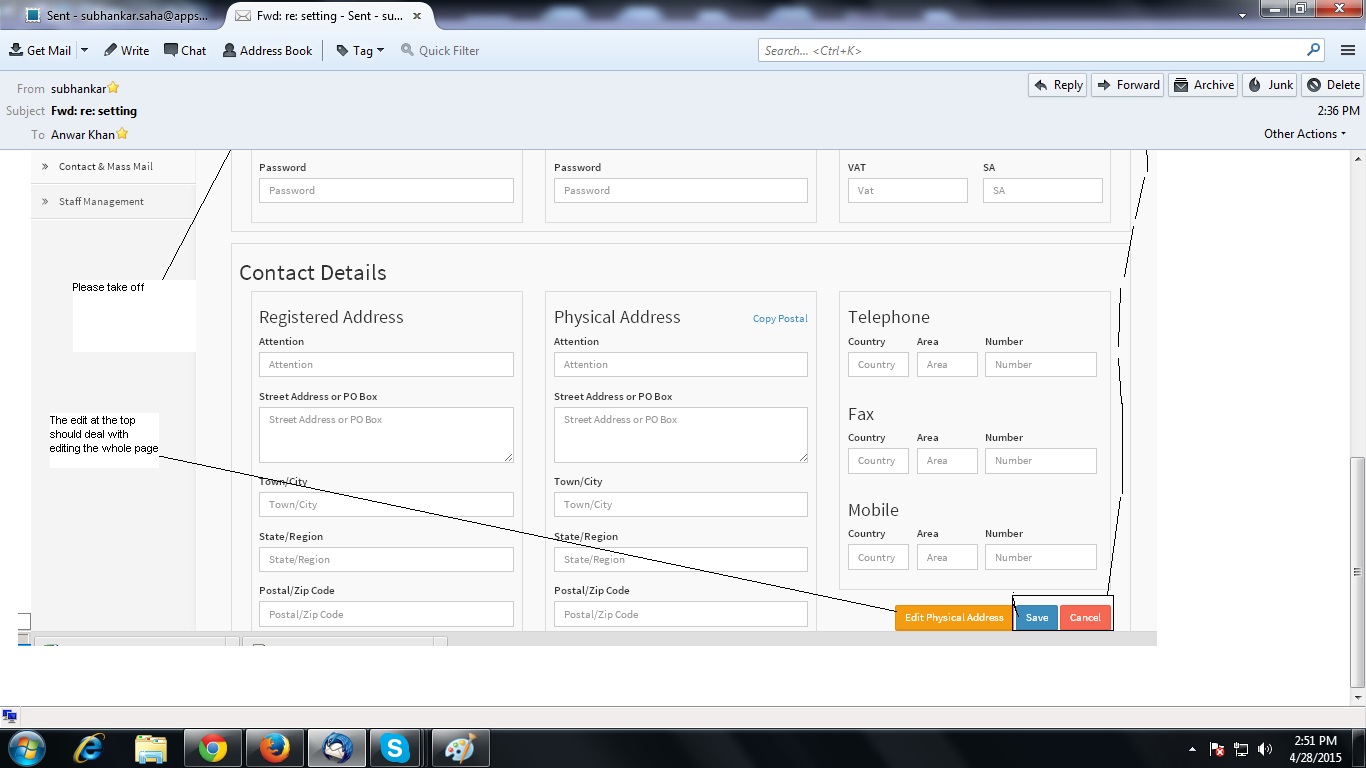 Sent - subhankar.saha@apps...
Fwd: re: setting - Sent - su...
Get Mail Write Chat Address Book Tag Quick Filter
Search... <Ctrl+K>
From subhankar
Reply Forward Archive Junk Delete
Subject Fwd: re: setting
2:36 PM
To Anwar Khan
Other Actions
Contact & Mass Mail
Staff Management
Password
Password
Password
Password
VAT SA
Vat SA
Please take off
The edit at the top
should deal with
editing the whole page
Contact Details
Registered Address
Attention
Attention
Street Address or PO Box
Street Address or PO Box
Town/City
Town/City
State/Region
State/Region
Postal/Zip Code
Postal/Zip Code
Physical Address Copy Postal
Attention
Attention
Street Address or PO Box
Street Address or PO Box
Town/City
Town/City
State/Region
State/Region
Postal/Zip Code
Postal/Zip Code
Telephone
Country Area Number
Country Area Number
Fax
Country Area Number
Country Area Number
Mobile
Country Area Number
Country Area Number
Edit Physical Address Save Cancel
2:51 PM
4/28/2015